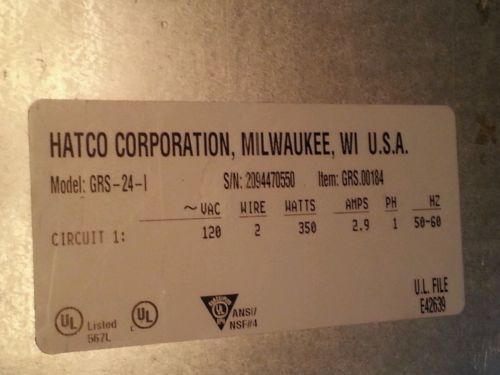 HATCO CORPORATION, MILWAUKEE, WI U.S.A.
Model: GRS-24-I S/N: 2094470550 Item: GRS.00184
~VAC WIRE WATTS AMPS PH HZ
CIRCUIT 1: 120 2 350 2.9 1 50-60
U.L. FILE
E42639
UL Listed UL
567L
ANSI/
NSF#4